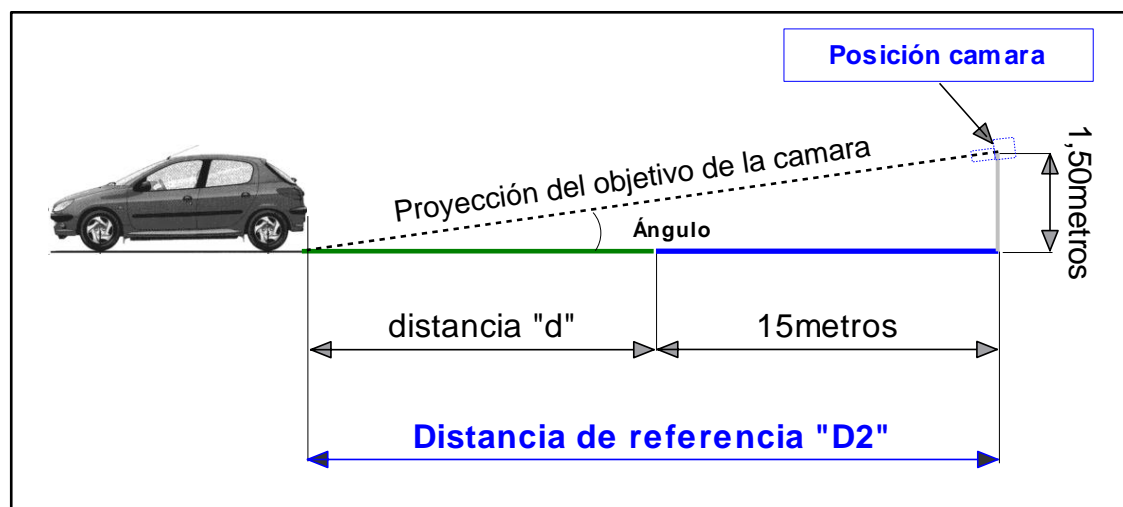 Posición camara
1,50metros
Proyección del objetivo de la camara
Ángulo
distancia "d"
15metros
Distancia de referencia "D2"